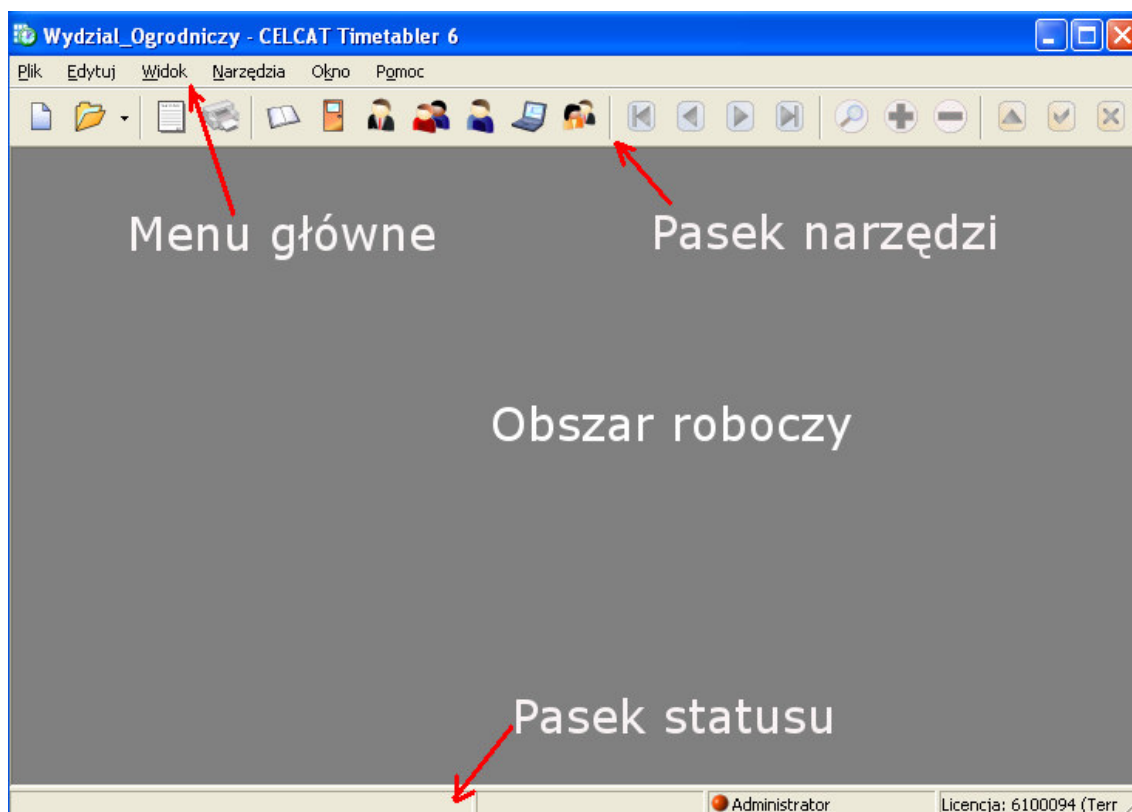 Wydzial_Ogrodniczy - CELCAT Timetabler 6
Plik Edytuj Widok Narzędzia Okno Pomoc
Menu główne
Pasek narzędzi
Obszar roboczy
Pasek statusu
Administrator Licencja: 6100094 (Terr